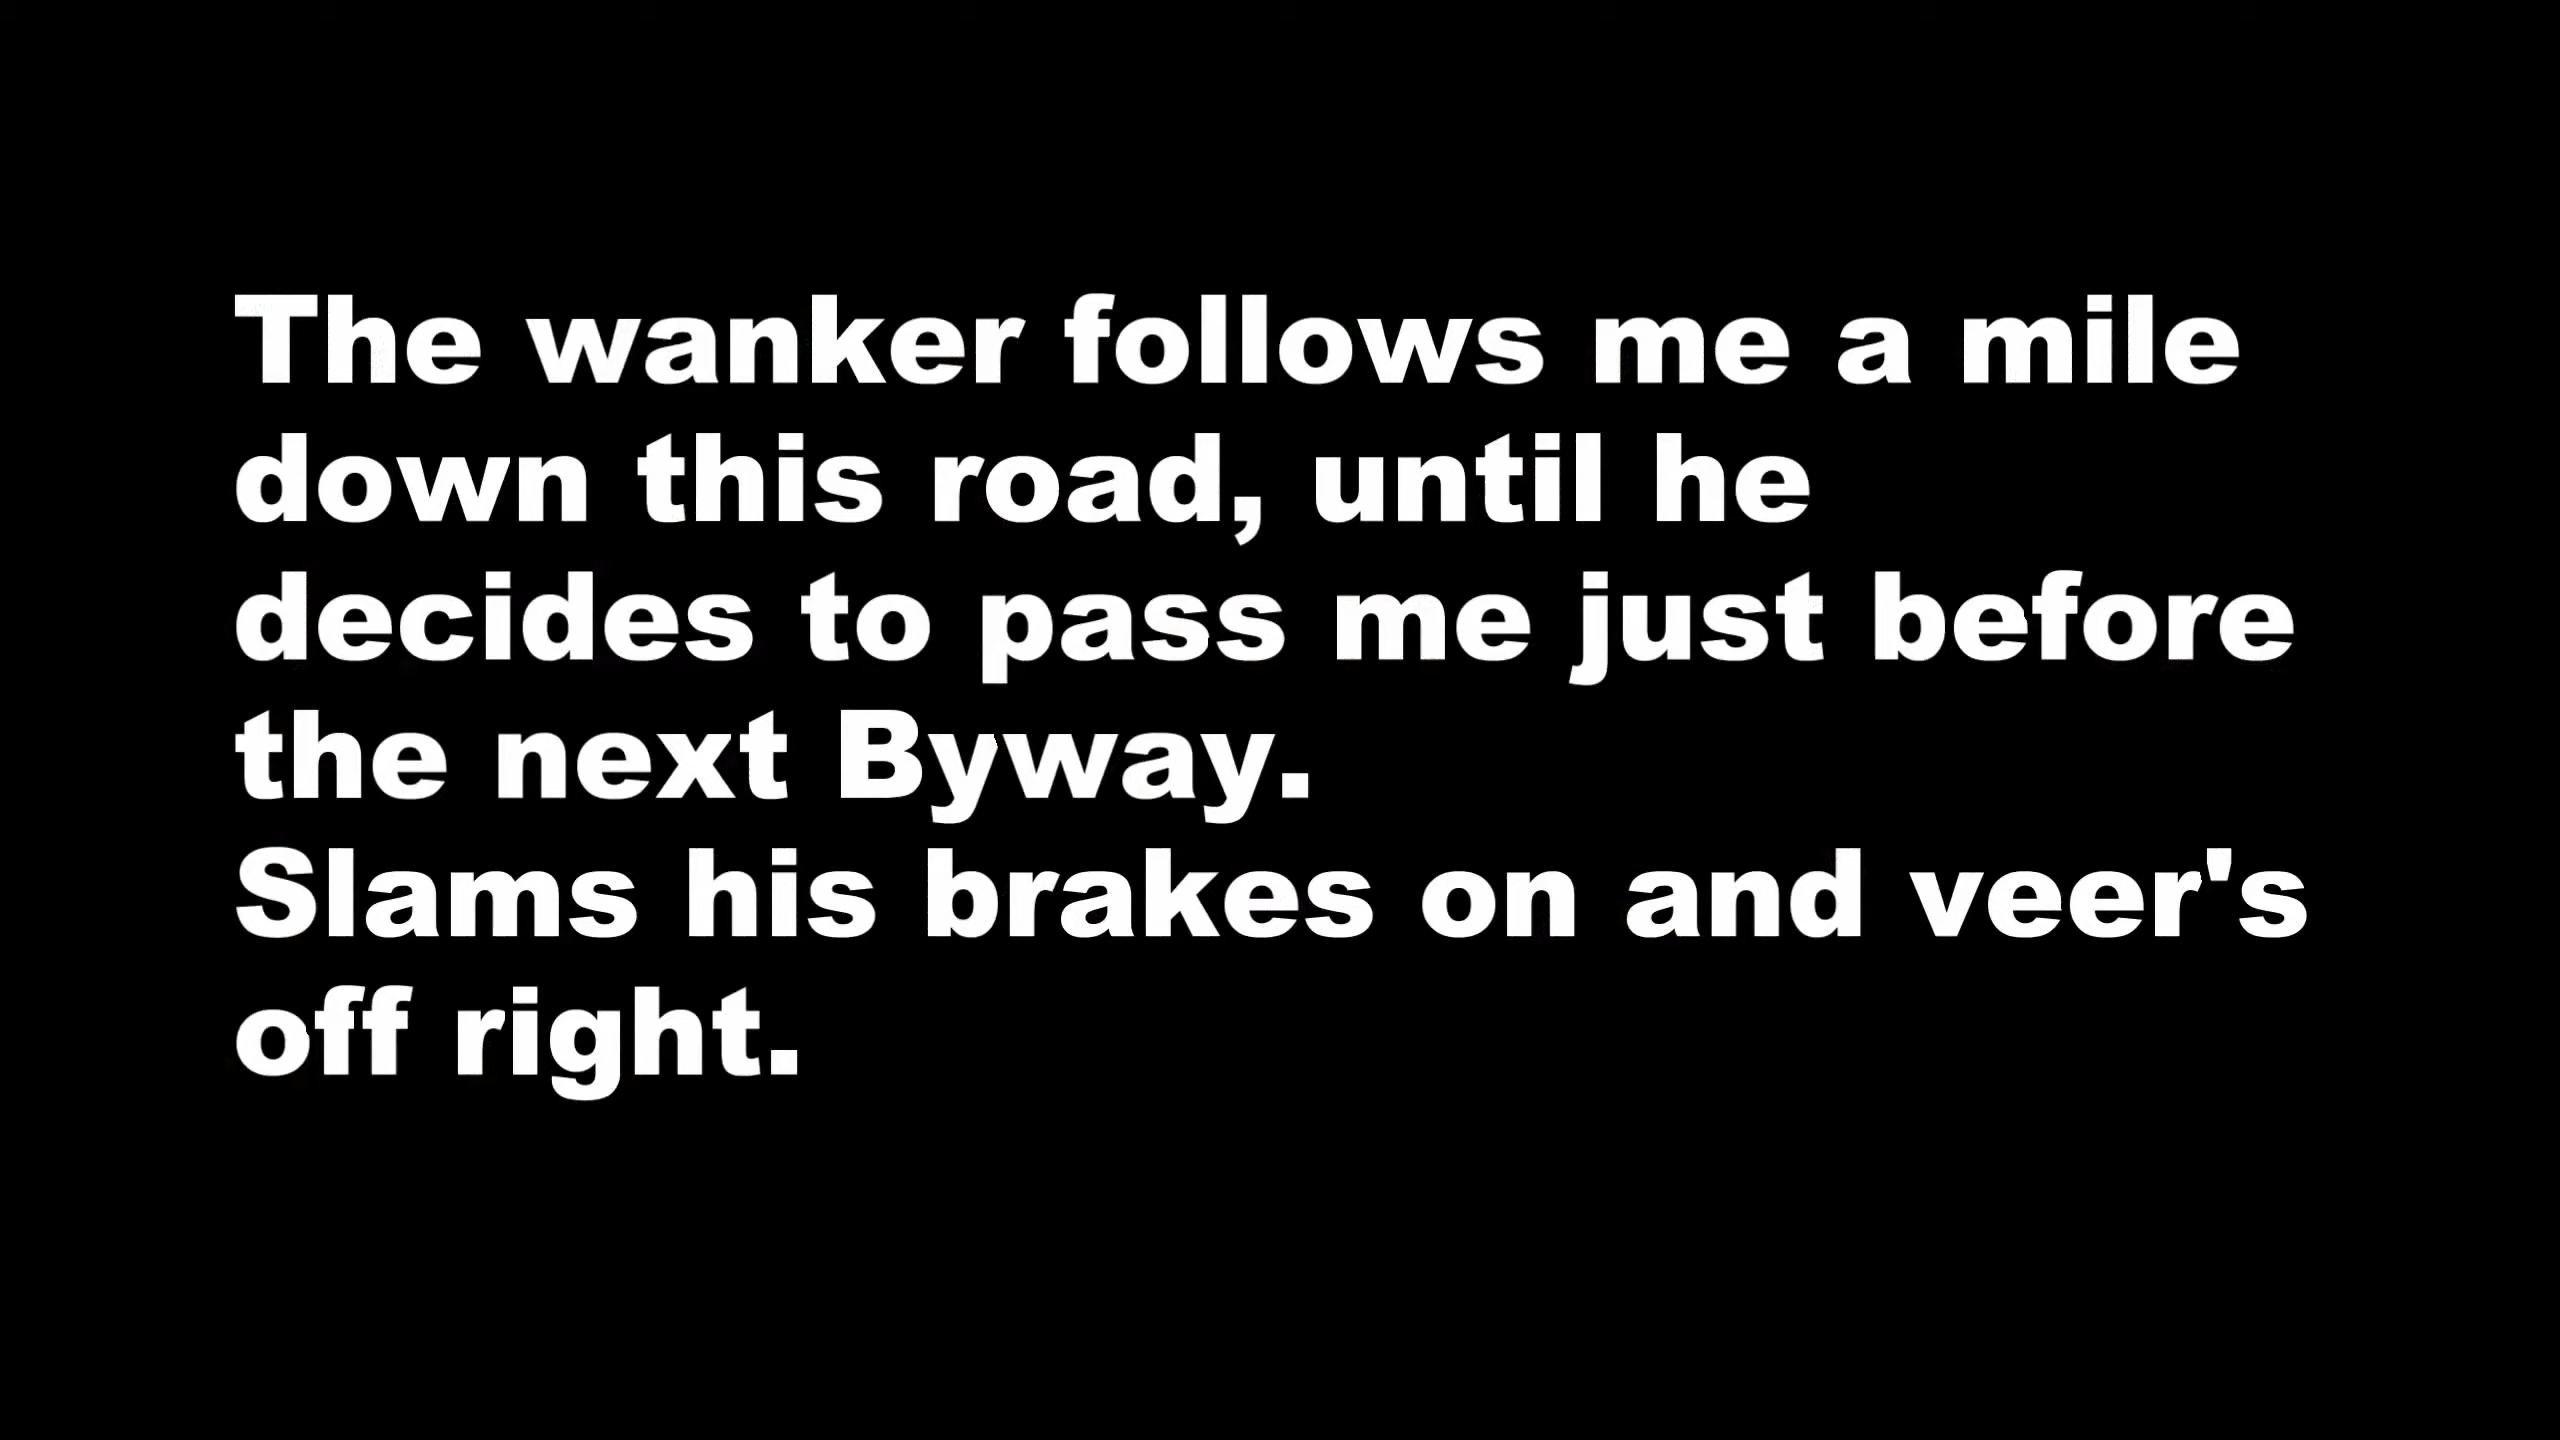 The wanker follows me a mile
down this road, until he
decides to pass me just before
the next Byway.
Slams his brakes on and veer's
off right.